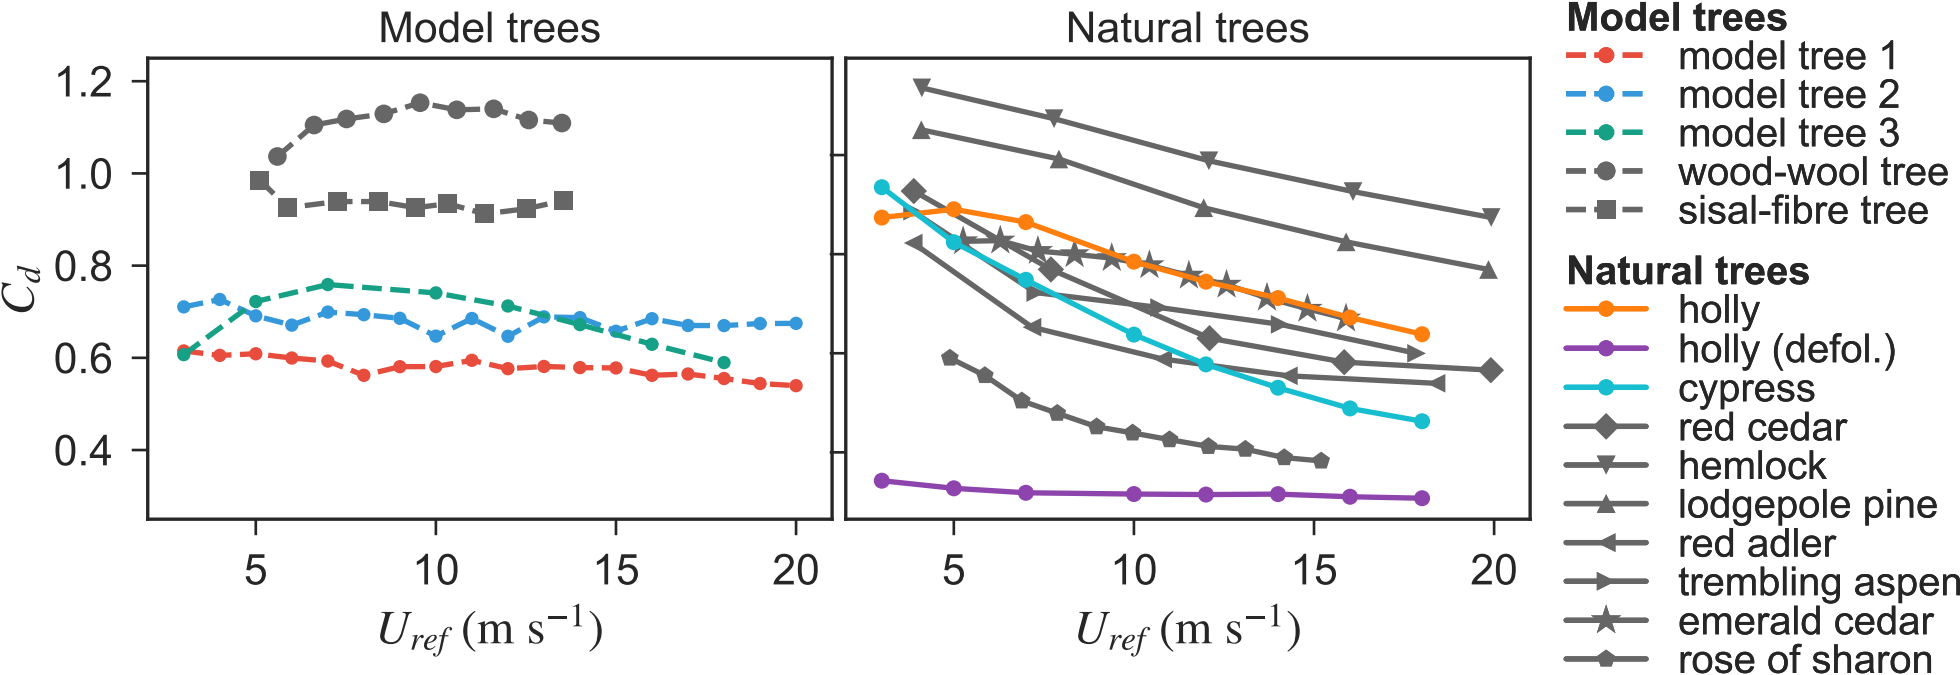 Model trees
Natural trees
1.2
1.0
0.8
0.6
0.4
C_d
5
10
15
20
5
10
15
20
U_ref (m s⁻¹)
U_ref (m s⁻¹)
Model trees
model tree 1
model tree 2
model tree 3
wood-wool tree
sisal-fibre tree
Natural trees
holly
holly (defol.)
cypress
red cedar
hemlock
lodgepole pine
red adler
trembling aspen
emerald cedar
rose of sharon